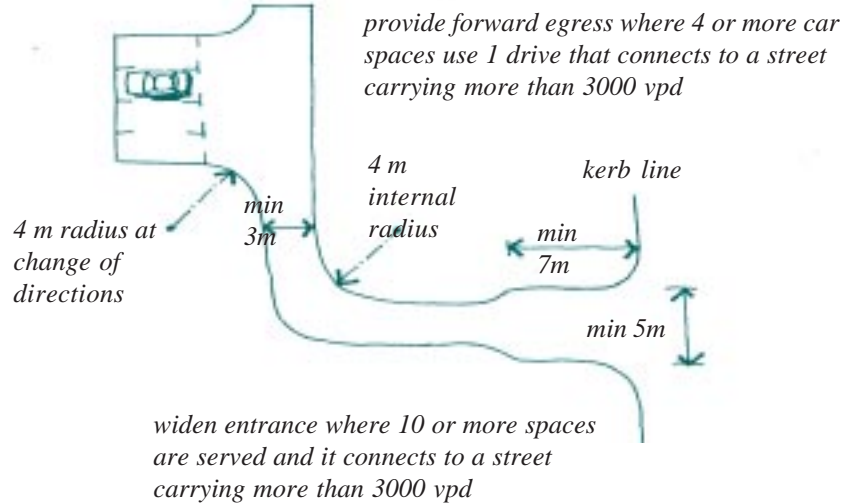 provide forward egress where 4 or more car
spaces use 1 drive that connects to a street
carrying more than 3000 vpd
4 m
internal
radius
kerb line
min
3m
4 m radius at
change of
directions
min
7m
min 5m
widen entrance where 10 or more spaces
are served and it connects to a street
carrying more than 3000 vpd